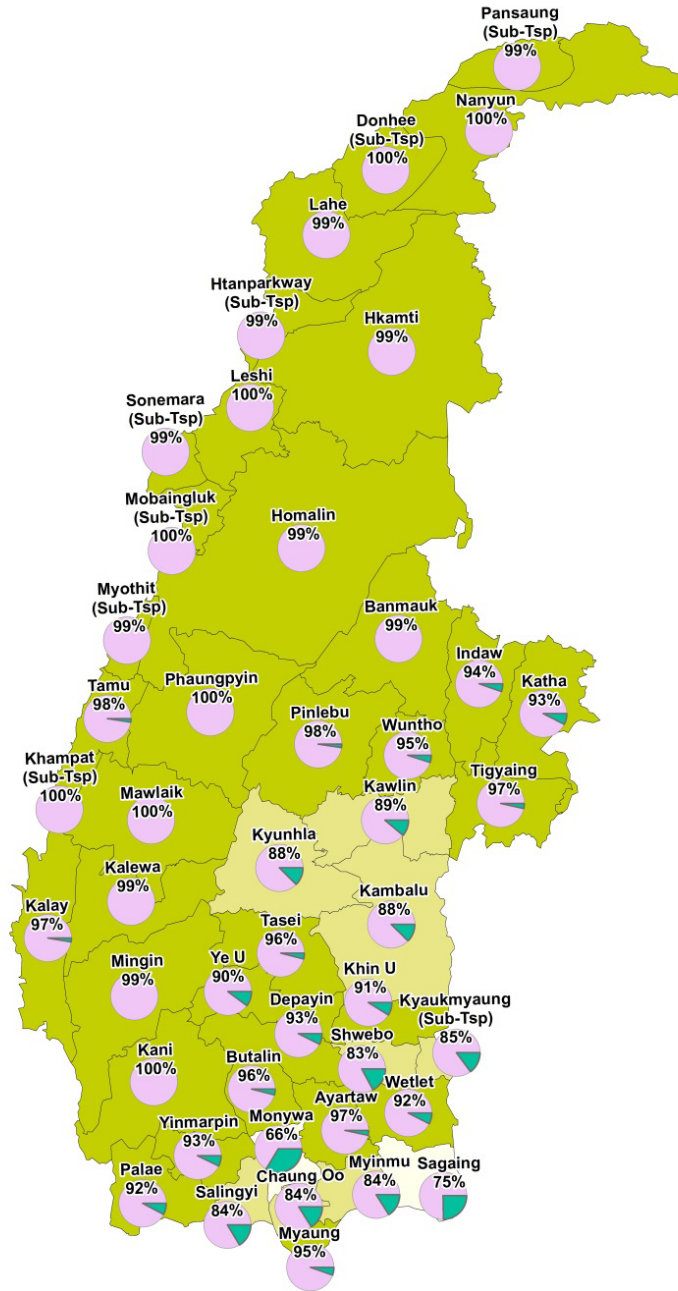 Pansaung
(Sub-Tsp)
99%
Nanyun
100%
Donhee
(Sub-Tsp)
100%
Lahe
99%
Htanparkway
(Sub-Tsp)
99%
Hkamti
99%
Leshi
100%
Sonemara
(Sub-Tsp)
99%
Mobaingluk
(Sub-Tsp)
100%
Homalin
99%
Myothit
(Sub-Tsp)
99%
Banmauk
99%
Indaw
94%
Katha
93%
Tamu
98%
Phaungpyin
100%
Pinlebu
98%
Wuntho
95%
Khampat
(Sub-Tsp)
100%
Mawlaik
100%
Tigyaing
97%
Kawlin
89%
Kyunhla
88%
Kalewa
99%
Kambalu
88%
Kalay
97%
Tasei
96%
Ye U
90%
Mingin
99%
Khin U
91%
Kyaukmyaung
(Sub-Tsp)
85%
Depayin
93%
Shwebo
83%
Kani
100%
Butalin
96%
Ayartaw
97%
Wetlet
92%
Monywa
66%
Yinmarpin
93%
Palae
92%
Salingyi
84%
Chaung Oo
84%
Myinmu
84%
Sagaing
75%
Myaung
95%